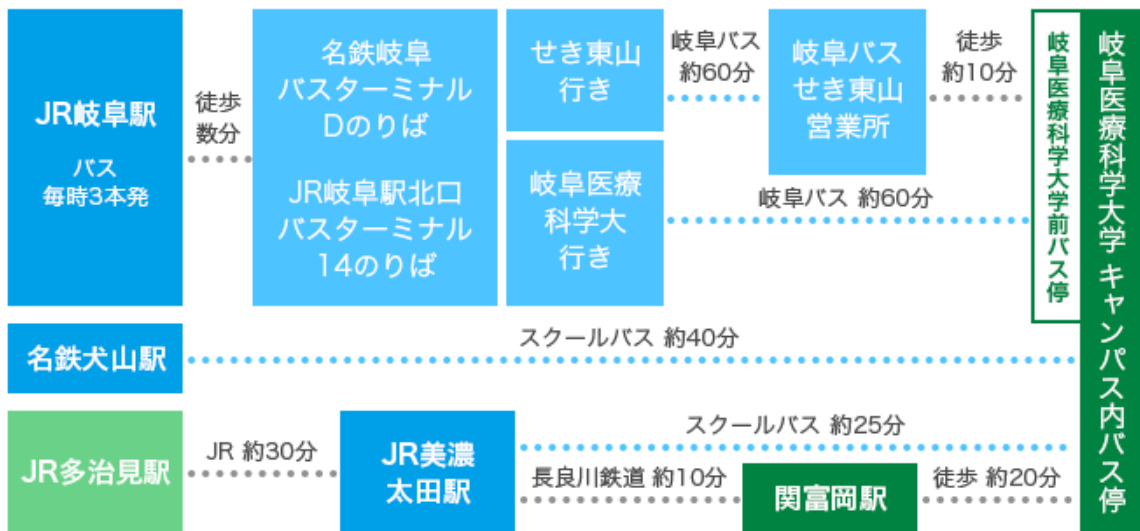 JR岐阜駅
バス
毎時3本発
徒歩
数分
名鉄岐阜
バスターミナル
Dのりば
JR岐阜駅北口
バスターミナル
14のりば
せき東山
行き
岐阜バス
約60分
岐阜バス
せき東山
営業所
徒歩
約10分
岐阜医療
科学大
行き
岐阜バス 約60分
岐阜医療科学大学前バス停
岐阜医療科学大学 キャンパス内バス停
名鉄犬山駅
スクールバス 約40分
JR多治見駅
JR 約30分
JR美濃
太田駅
スクールバス 約25分
長良川鉄道 約10分
関富岡駅
徒歩 約20分